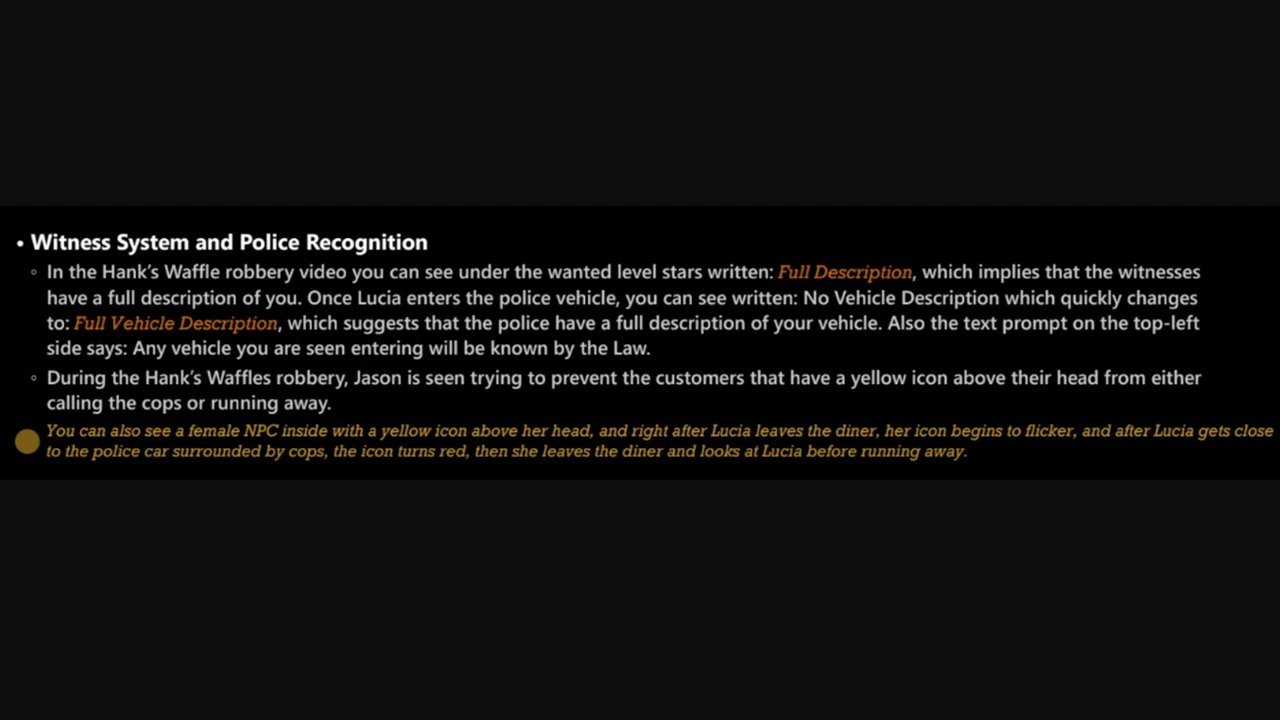 • Witness System and Police Recognition
◦ In the Hank's Waffle robbery video you can see under the wanted level stars written: Full Description, which implies that the witnesses
have a full description of you. Once Lucia enters the police vehicle, you can see written: No Vehicle Description which quickly changes
to: Full Vehicle Description, which suggests that the police have a full description of your vehicle. Also the text prompt on the top-left
side says: Any vehicle you are seen entering will be known by the Law.
◦ During the Hank's Waffles robbery, Jason is seen trying to prevent the customers that have a yellow icon above their head from either
calling the cops or running away.
You can also see a female NPC inside with a yellow icon above her head, and right after Lucia leaves the diner, her icon begins to flicker, and after Lucia gets close
to the police car surrounded by cops, the icon turns red, then she leaves the diner and looks at Lucia before running away.